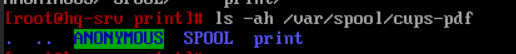 [root@hq-srv print]# ls -ah /var/spool/cups-pdf
. .. ANONYMOUS SPOOL print